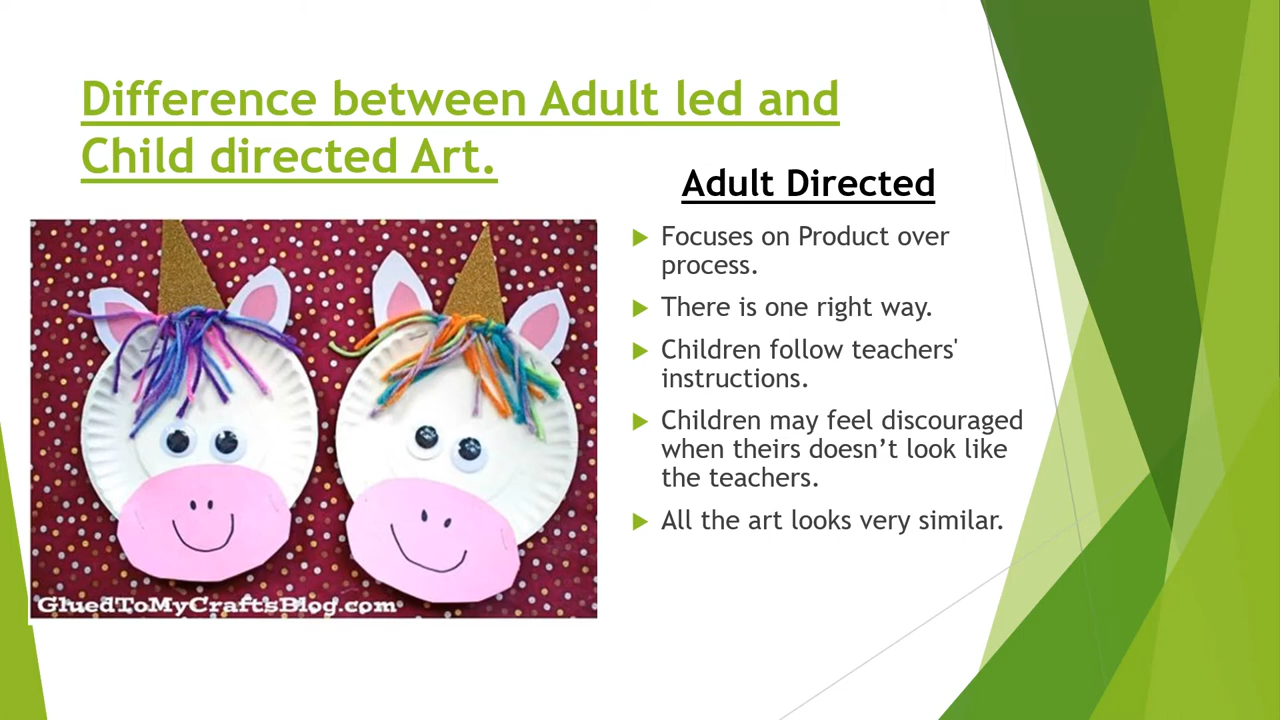 Difference between Adult led and
Child directed Art.
Adult Directed
Focuses on Product over
process.
There is one right way.
Children follow teachers'
instructions.
Children may feel discouraged
when theirs doesn’t look like
the teachers.
All the art looks very similar.
GluedToMyCraftsBlog.com